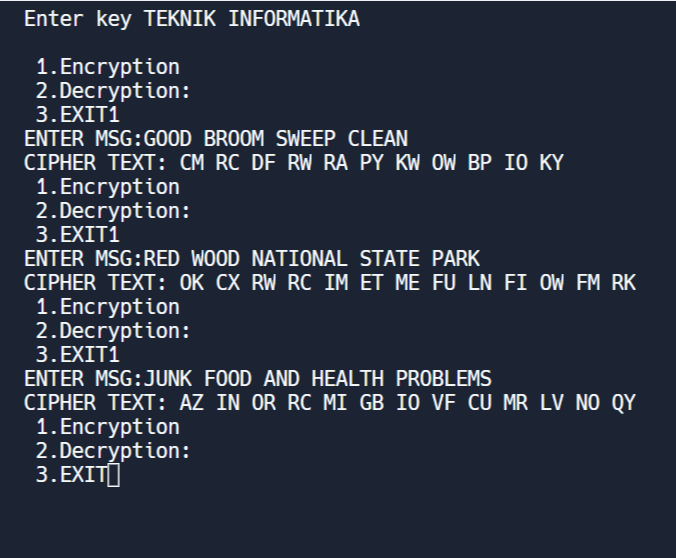 Enter key TEKNIK INFORMATIKA
1.Encryption
2.Decryption:
3.EXIT1
ENTER MSG:GOOD BROOM SWEEP CLEAN
CIPHER TEXT: CM RC DF RW RA PY KW OW BP IO KY
1.Encryption
2.Decryption:
3.EXIT1
ENTER MSG:RED WOOD NATIONAL STATE PARK
CIPHER TEXT: OK CX RW RC IM ET ME FU LN FI OW FM RK
1.Encryption
2.Decryption:
3.EXIT1
ENTER MSG:JUNK FOOD AND HEALTH PROBLEMS
CIPHER TEXT: AZ IN OR RC MI GB IO VF CU MR LV NO QY
1.Encryption
2.Decryption:
3.EXIT